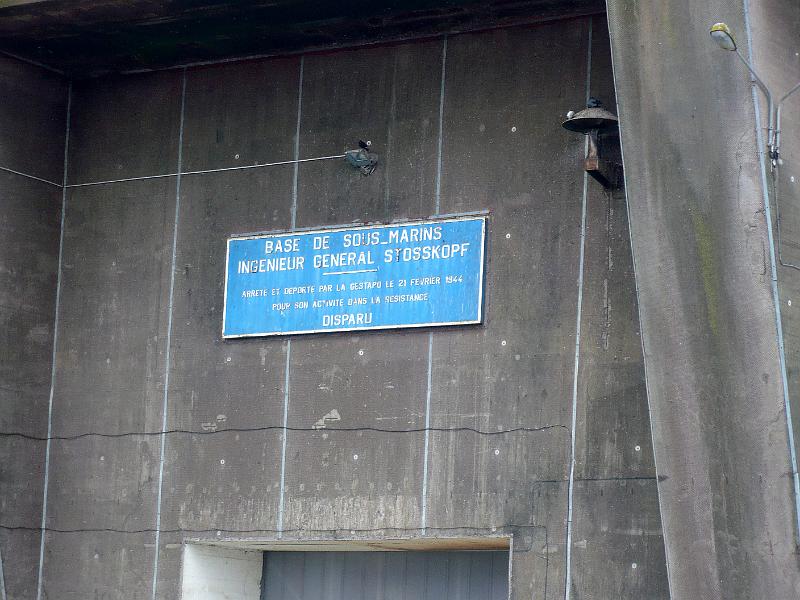 BASE DE SOUS_MARINS
INGENIEUR GENERAL STOSSKOPF
ARRETE ET DEPORTE PAR LA GESTAPO LE 21 FEVRIER 1944
POUR SON ACTIVITE DANS LA RESISTANCE
DISPARU